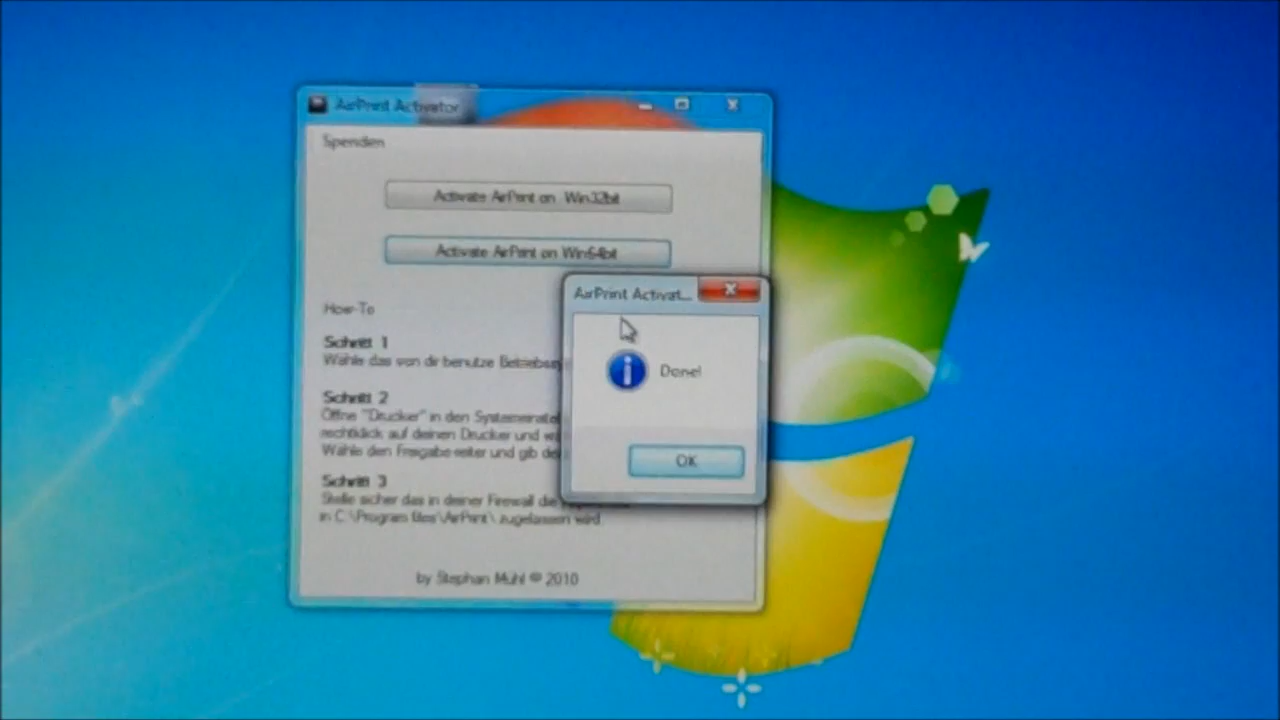 AirPrint Activator
Spenden
Activate AirPrint on Win32bit
Activate AirPrint on Win64bit
How-To
Schritt 1
Wähle das von dir benutze
Schritt 2
Öffne "Drucker" in den
rechtklick auf deinen Drucker und
Wähle den Freigabe-reiter und gib
Schritt 3
Stelle sicher das in deiner Firewall die
in C:\Program files\AirPrint\ zugelassen wird.
by Stephan Mühl © 2010
AirPrint Activat...
Done!
OK